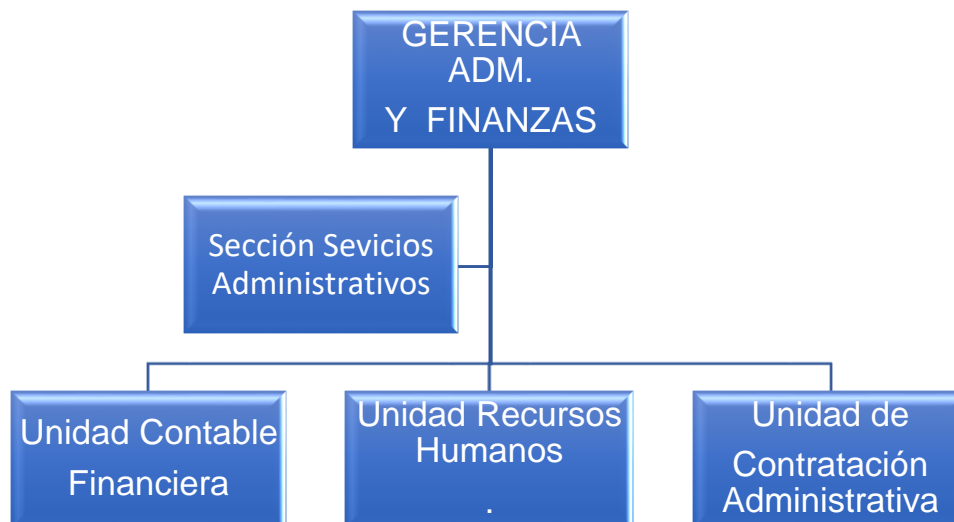 GERENCIA
ADM.
Y FINANZAS
Sección Sevicios
Administrativos
Unidad Contable
Financiera
Unidad Recursos
Humanos
.
Unidad de
Contratación
Administrativa